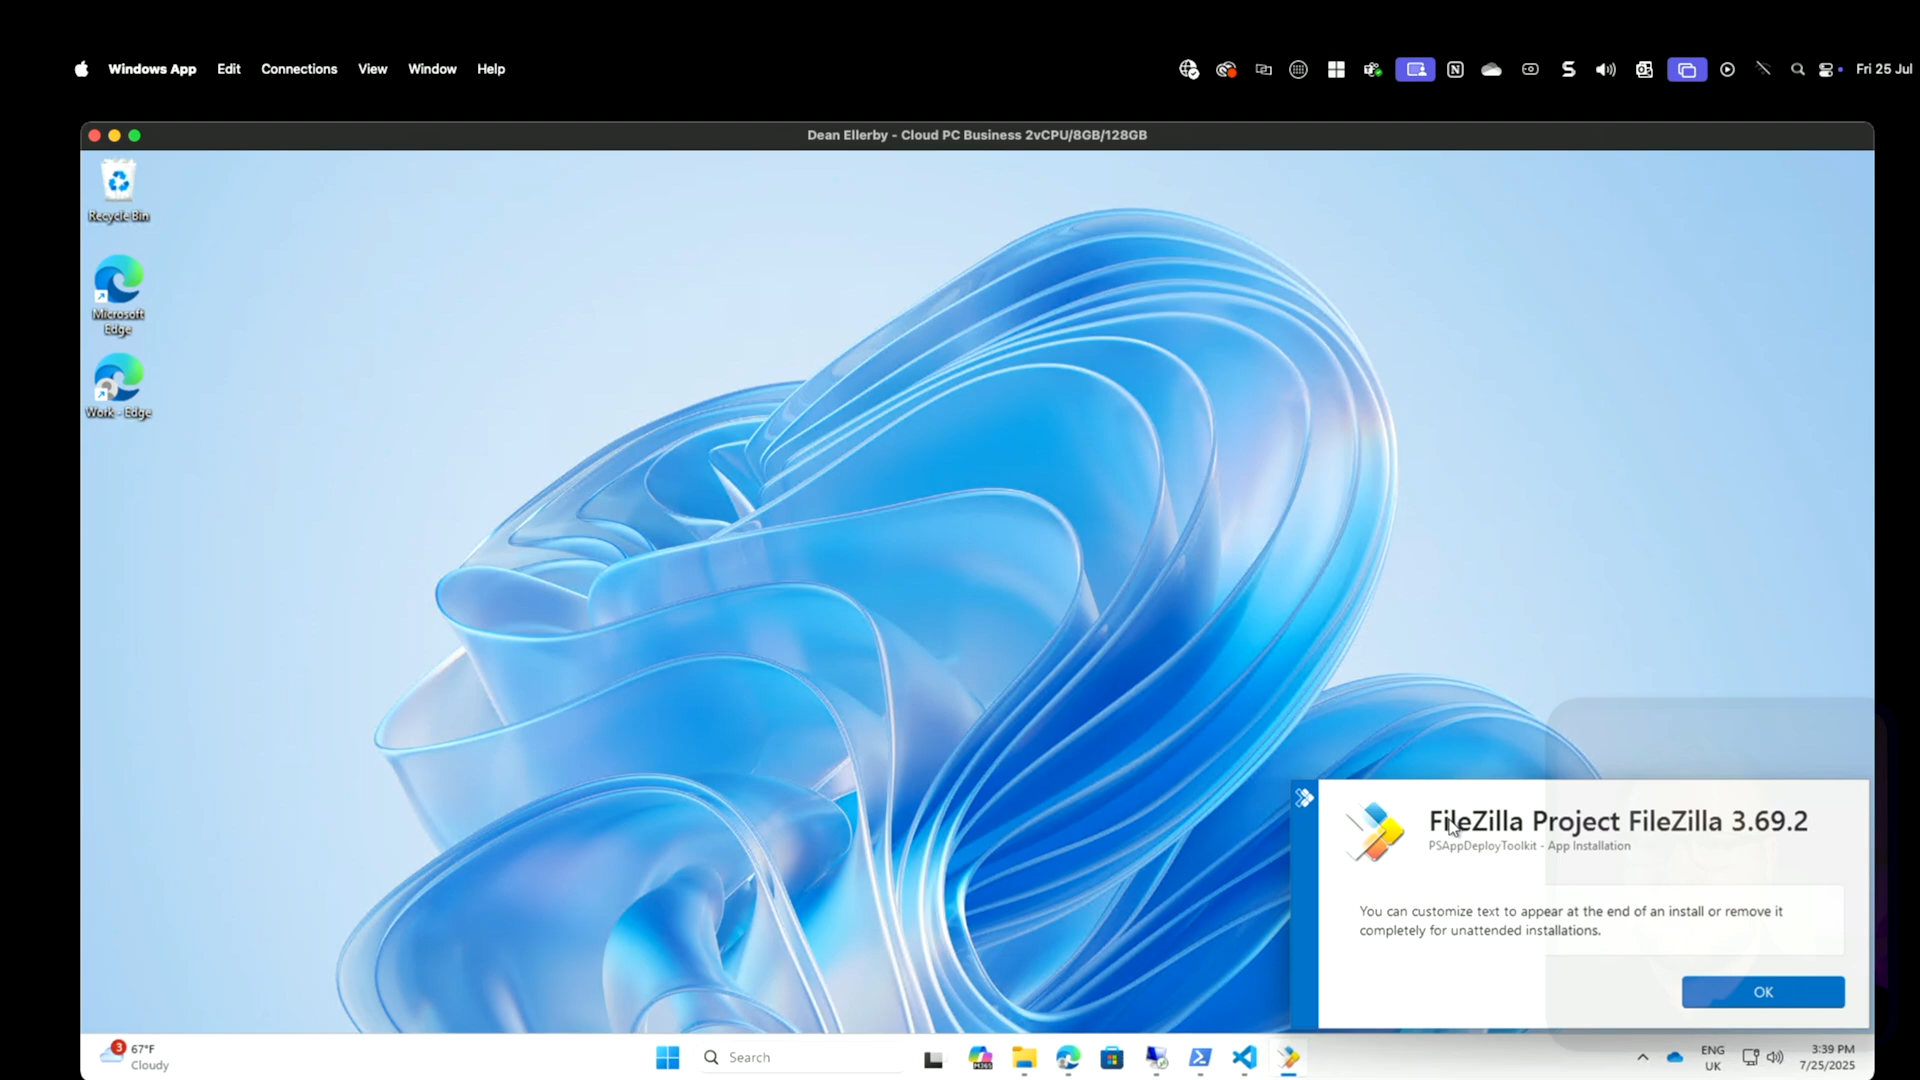 Windows App Edit Connections View Window Help Fri 25 Jul
Dean Ellerby - Cloud PC Business 2vCPU/8GB/128GB
Recycle Bin
Microsoft
Edge
Work - Edge
FileZilla Project FileZilla 3.69.2
PSAppDeployToolkit - App Installation
You can customize text to appear at the end of an install or remove it
completely for unattended installations.
OK
3
67°F
Cloudy
Search
M365
ENG
UK
3:39 PM
7/25/2025